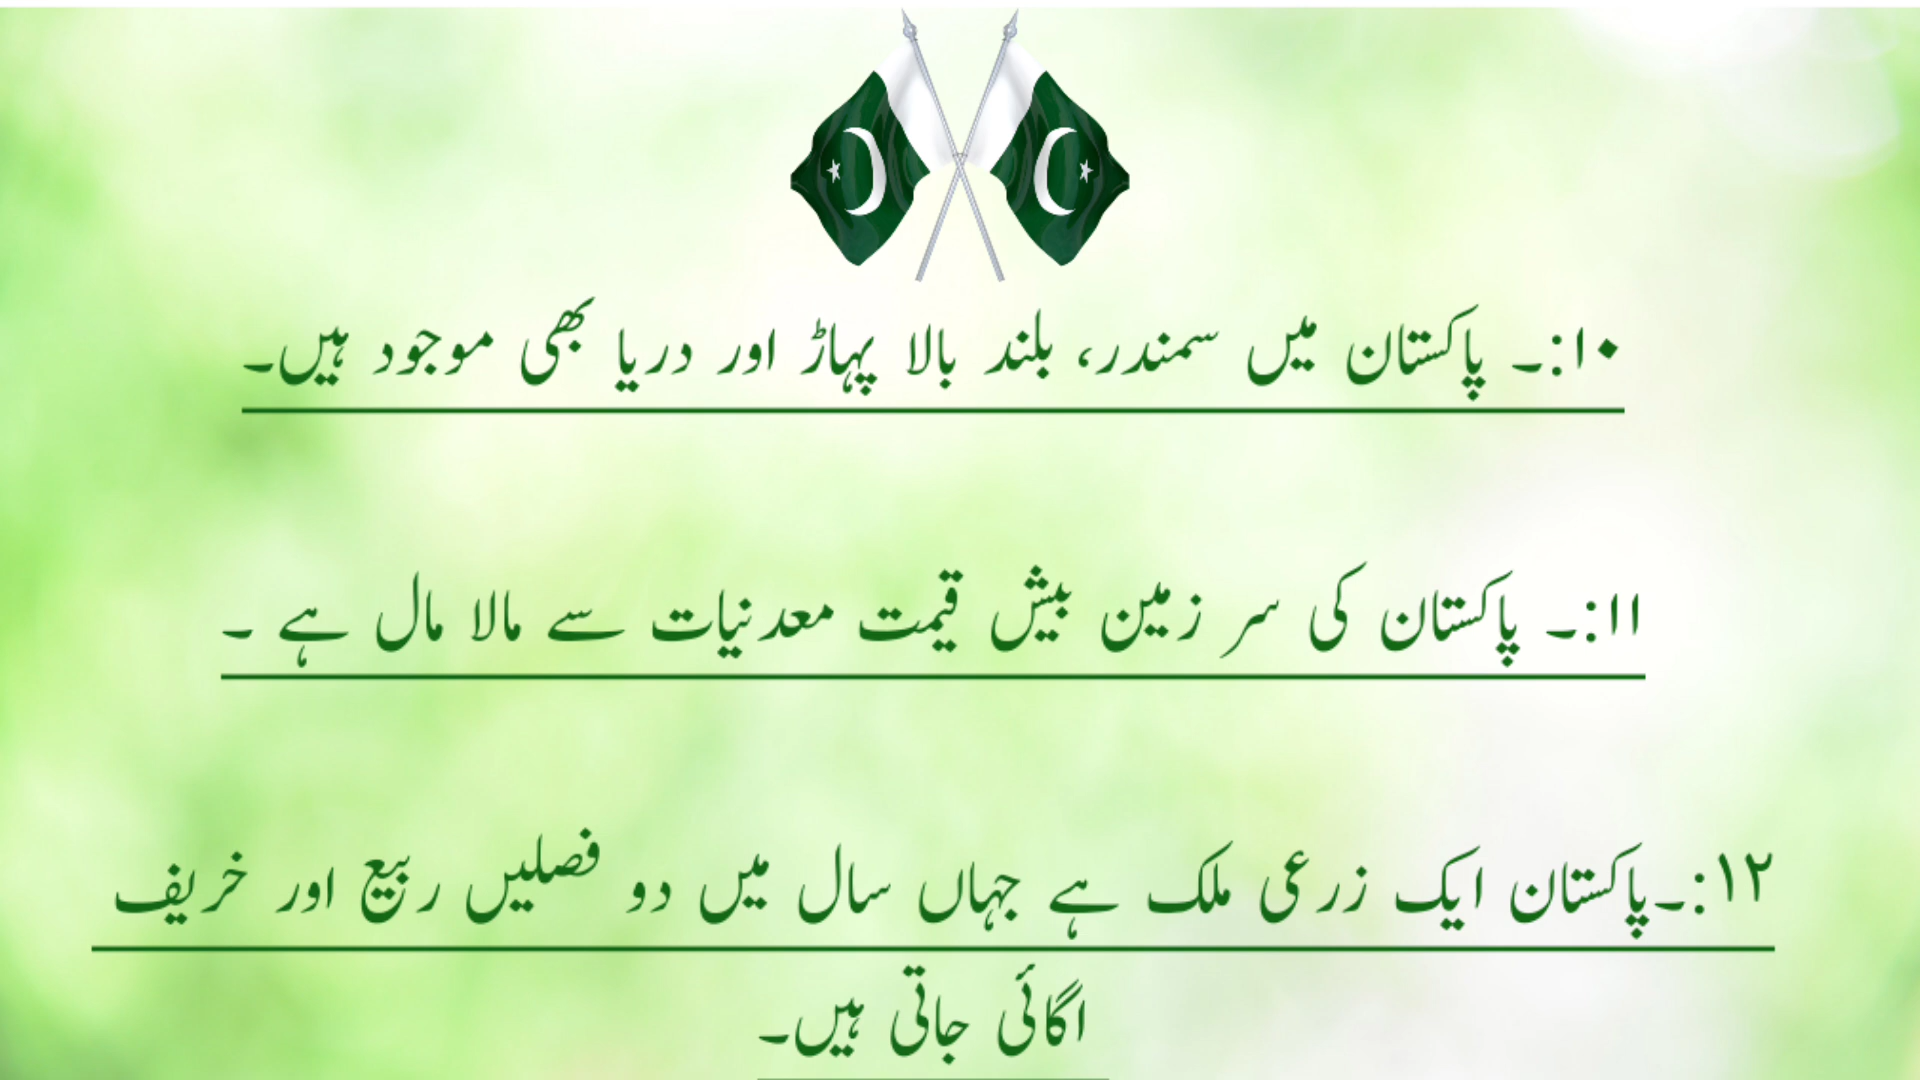 ۱۰:۔ پاکستان میں سمندر، بلند بالا پہاڑ اور دریا بھی موجود ہیں۔
۱۱:۔ پاکستان کی سر زمین بیش قیمت معدنیات سے مالا مال ہے ۔
۱۲:۔پاکستان ایک زرعی ملک ہے جہاں سال میں دو فصلیں ربیع اور خریف
اگائی جاتی ہیں۔